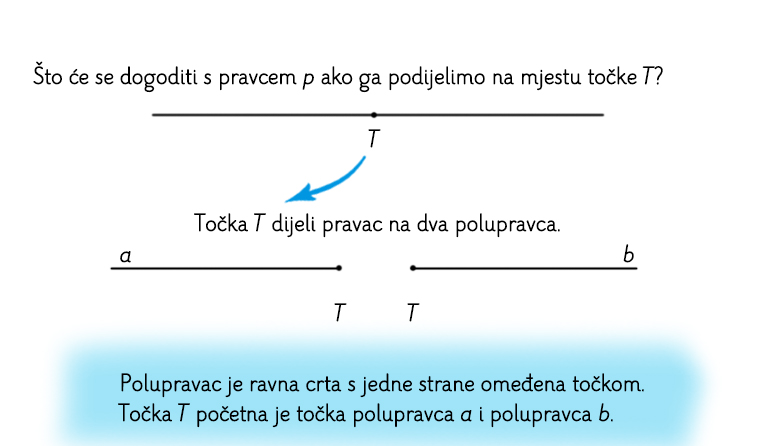 Što će se dogoditi s pravcem p ako ga podijelimo na mjestu točke T?
T
Točka T dijeli pravac na dva polupravca.
a b
T T
Polupravac je ravna crta s jedne strane omeđena točkom.
Točka T početna je točka polupravca a i polupravca b.